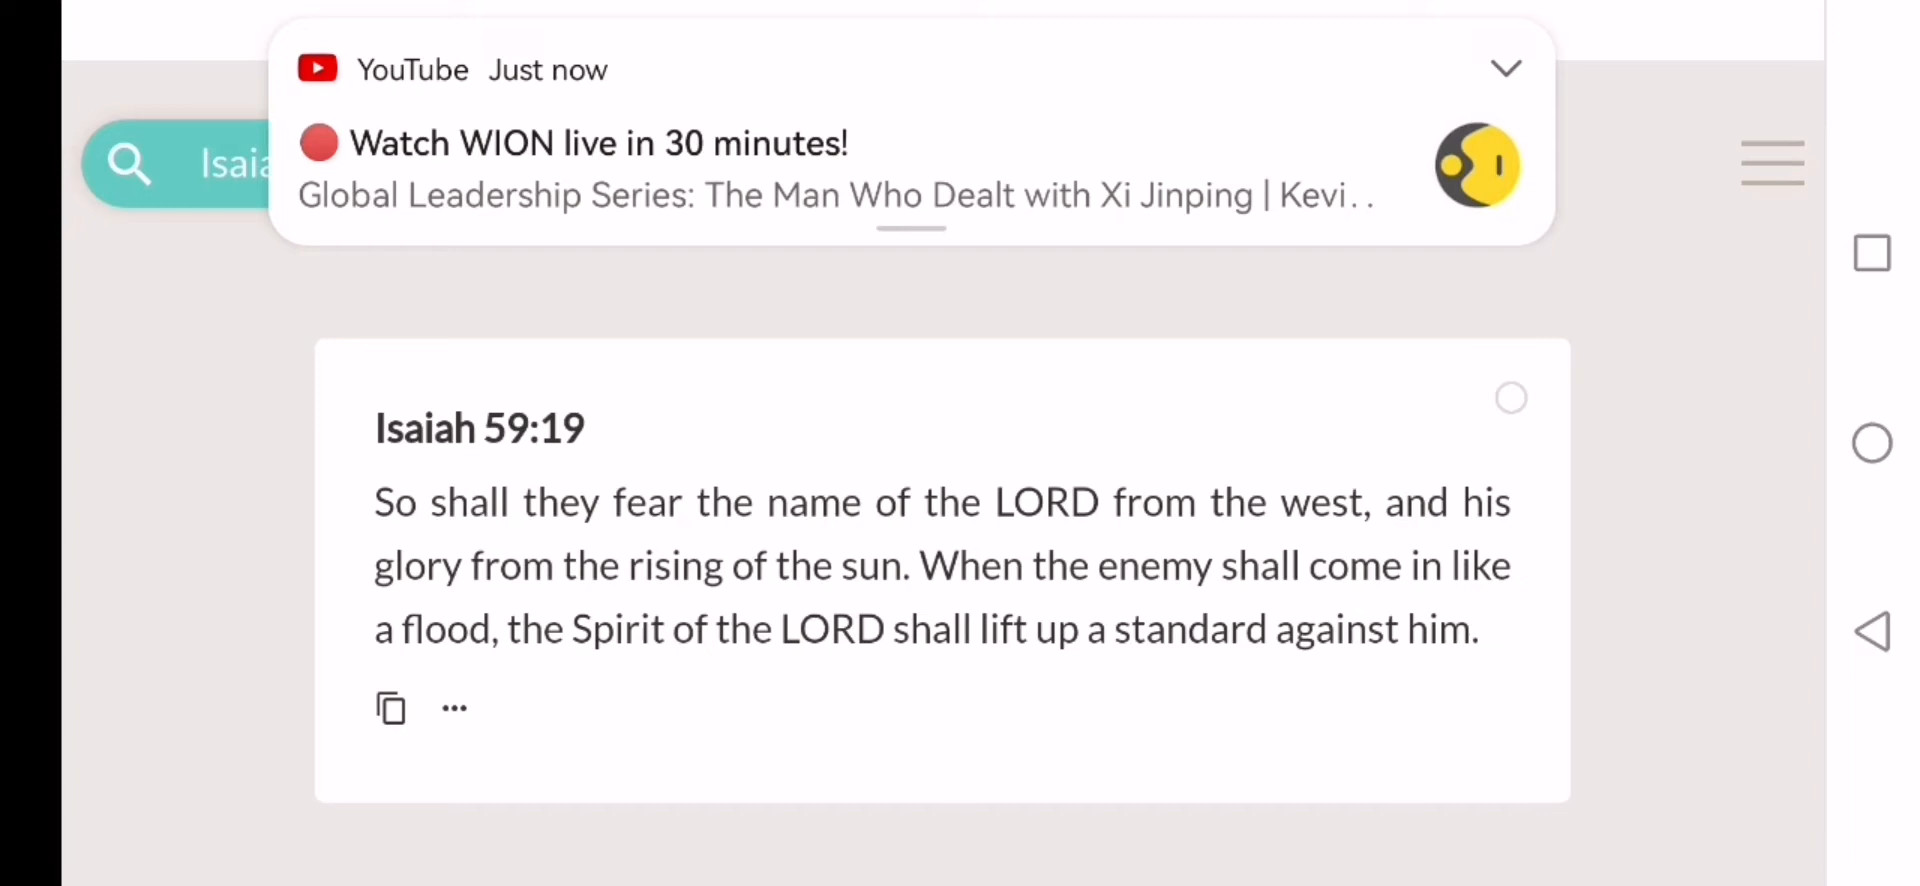 YouTube Just now
Watch WION live in 30 minutes!
Global Leadership Series: The Man Who Dealt with Xi Jinping | Kevi. .
Isaia
Isaiah 59:19
So shall they fear the name of the LORD from the west, and his
glory from the rising of the sun. When the enemy shall come in like
a flood, the Spirit of the LORD shall lift up a standard against him.